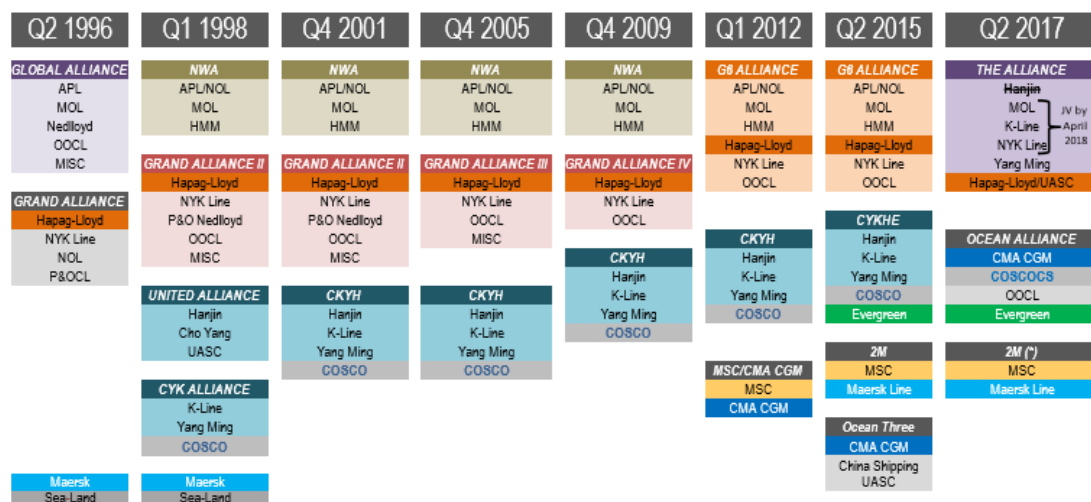 Q2 1996
GLOBAL ALLIANCE
APL
MOL
Nedlloyd
OOCL
MISC
GRAND ALLIANCE
Hapag-Lloyd
NYK Line
NOL
P&OCL
Maersk
Sea-Land
Q1 1998
NWA
APL/NOL
MOL
HMM
GRAND ALLIANCE II
Hapag-Lloyd
NYK Line
P&O Nedlloyd
OOCL
MISC
UNITED ALLIANCE
Hanjin
Cho Yang
UASC
CYK ALLIANCE
K-Line
Yang Ming
COSCO
Maersk
Sea-Land
Q4 2001
NWA
APL/NOL
MOL
HMM
GRAND ALLIANCE II
Hapag-Lloyd
NYK Line
P&O Nedlloyd
OOCL
MISC
CKYH
Hanjin
K-Line
Yang Ming
COSCO
Q4 2005
NWA
APL/NOL
MOL
HMM
GRAND ALLIANCE III
Hapag-Lloyd
NYK Line
OOCL
MISC
CKYH
Hanjin
K-Line
Yang Ming
COSCO
Q4 2009
NWA
APL/NOL
MOL
HMM
GRAND ALLIANCE IV
Hapag-Lloyd
NYK Line
OOCL
CKYH
Hanjin
K-Line
Yang Ming
COSCO
Q1 2012
G6 ALLIANCE
APL/NOL
MOL
HMM
Hapag-Lloyd
NYK Line
OOCL
CKYH
Hanjin
K-Line
Yang Ming
COSCO
MSC/CMA CGM
MSC
CMA CGM
Q2 2015
G6 ALLIANCE
APL/NOL
MOL
HMM
Hapag-Lloyd
NYK Line
OOCL
CYKHE
Hanjin
K-Line
Yang Ming
COSCO
Evergreen
2M
MSC
Maersk Line
Ocean Three
CMA CGM
China Shipping
UASC
Q2 2017
THE ALLIANCE
Hanjin
MOL
K-Line
NYK Line
JV by
April
2018
Yang Ming
Hapag-Lloyd/UASC
OCEAN ALLIANCE
CMA CGM
COSCOCS
OOCL
Evergreen
2M (*)
MSC
Maersk Line